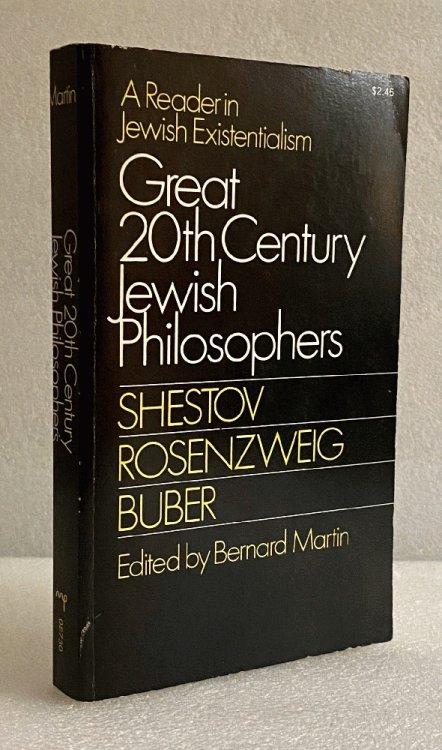 A Reader in
Jewish Existentialism
$2.45
Great
20th Century
Jewish
Philosophers
SHESTOV
ROSENZWEIG
BUBER
Edited by Bernard Martin
Martin
Great 20th Century
Jewish Philosophers